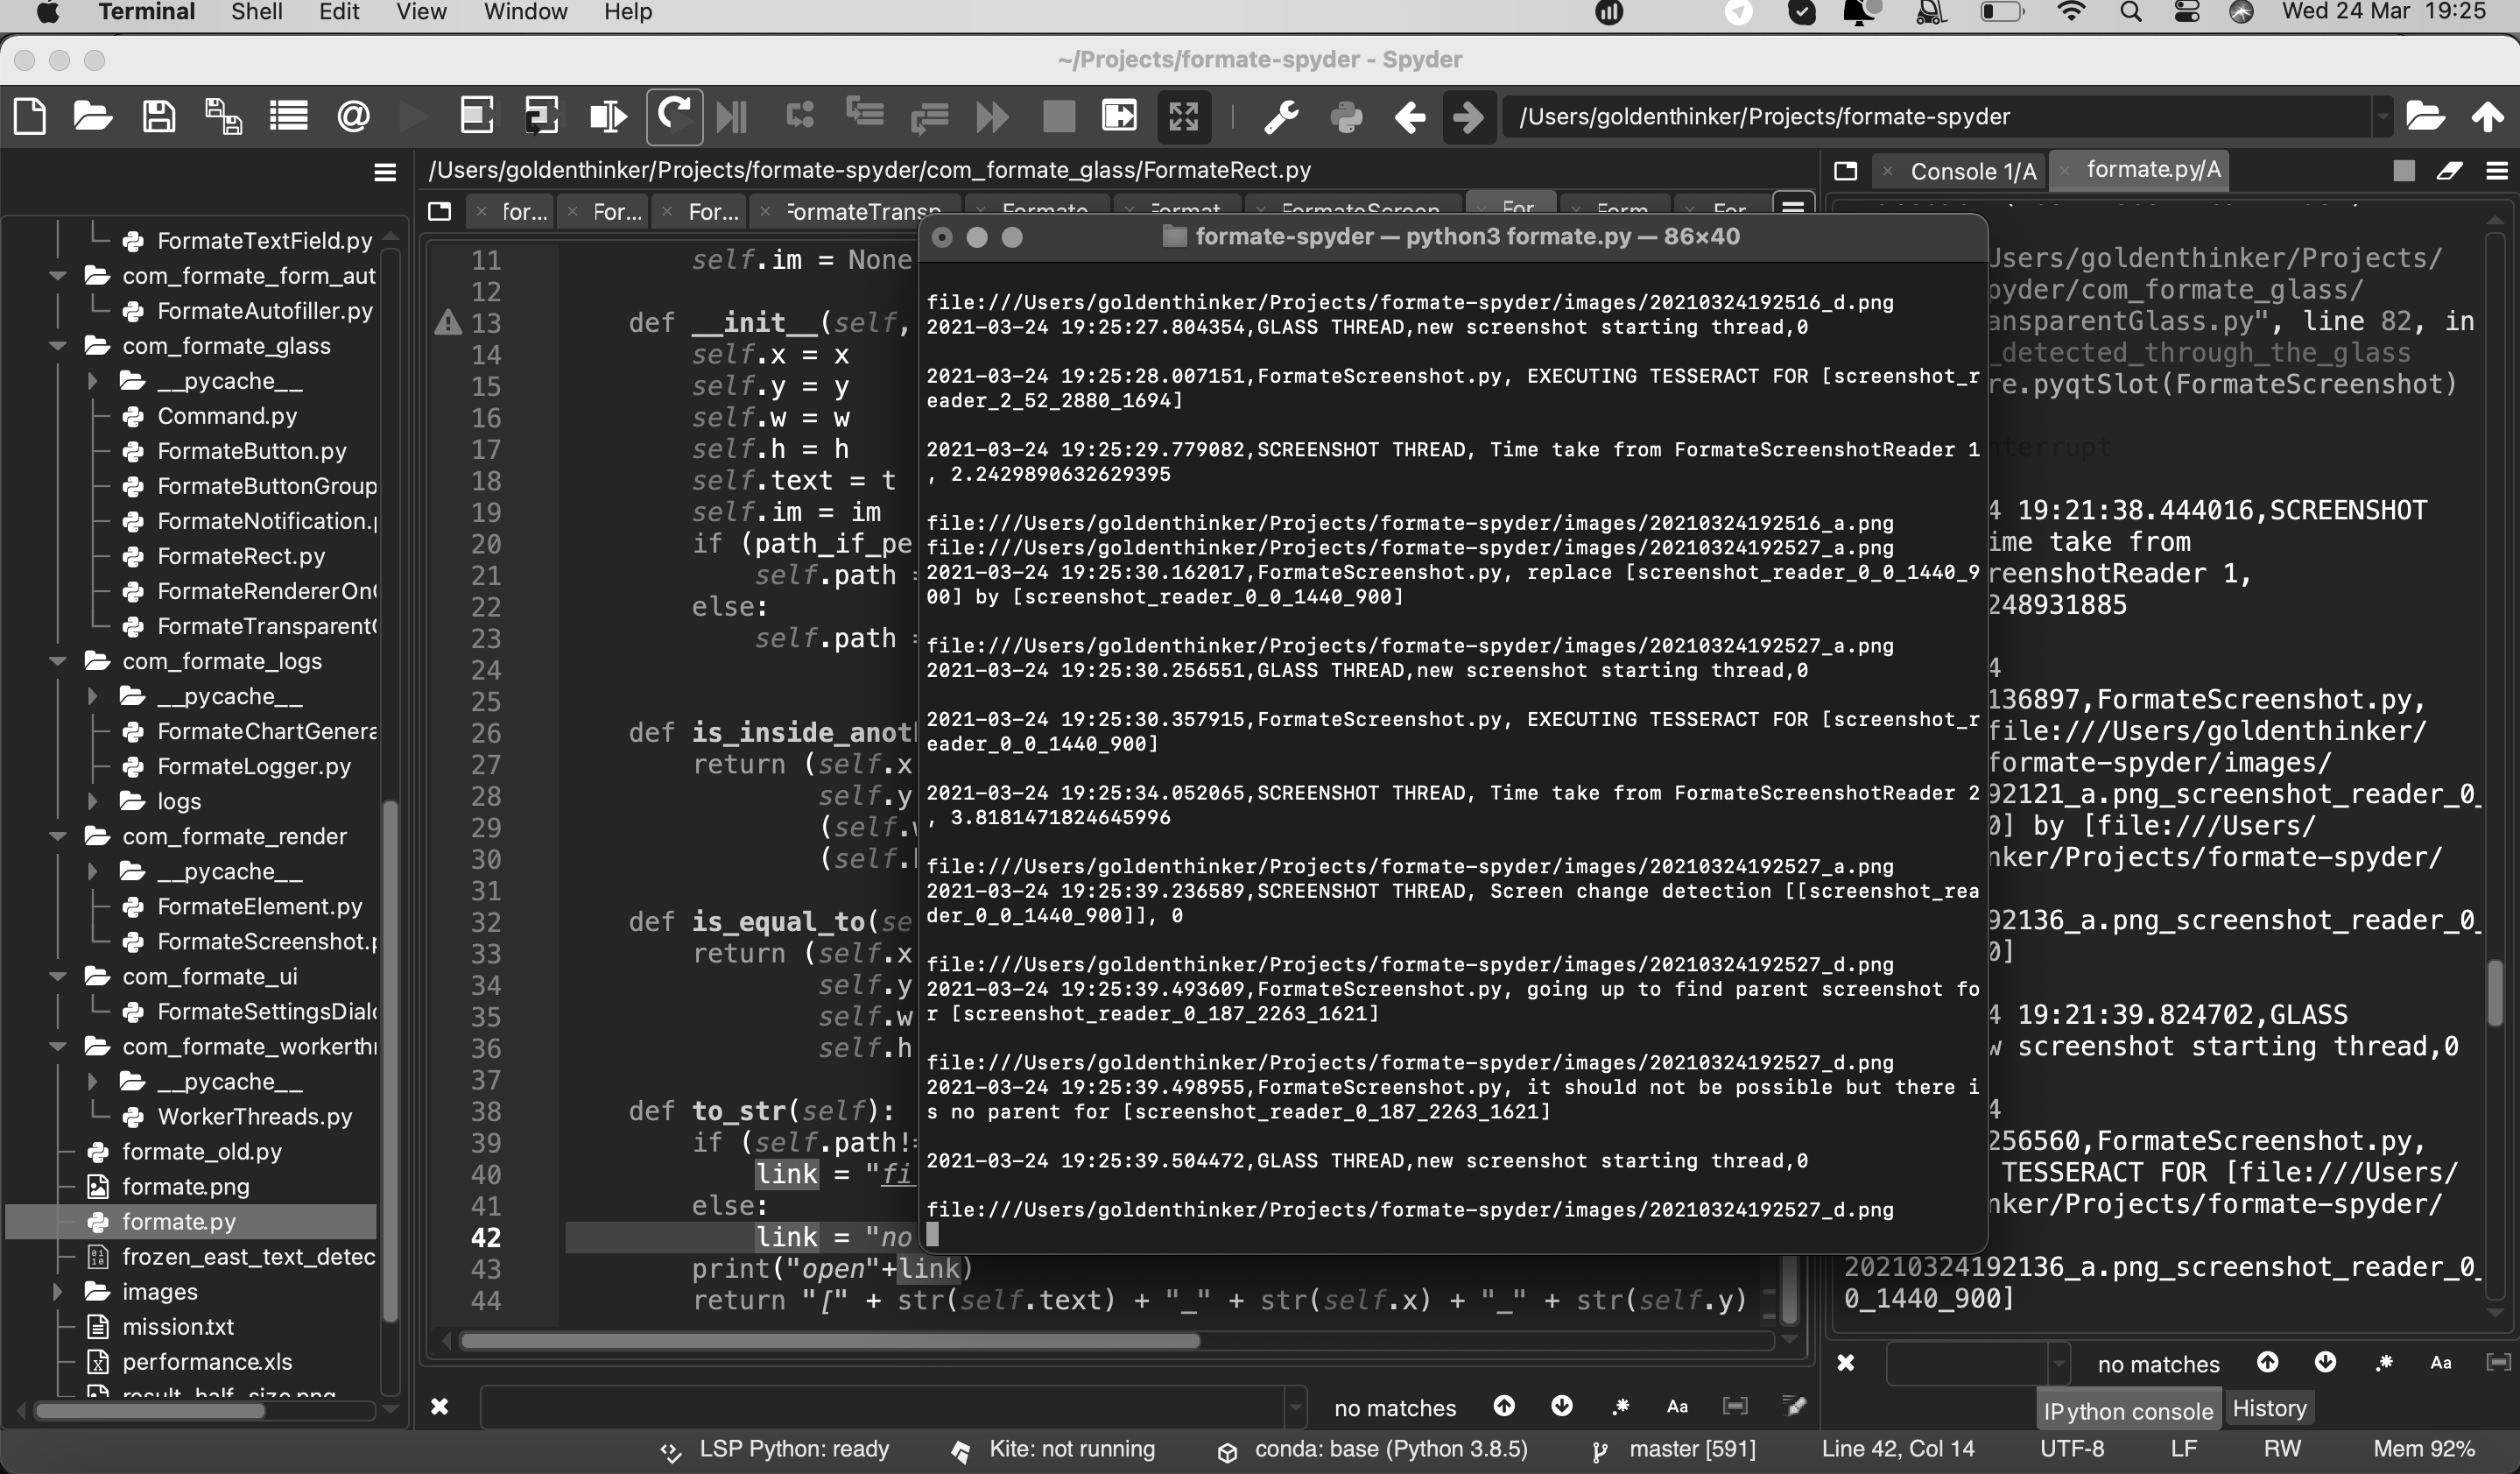 Terminal Shell Edit View Window Help Wed 24 Mar 19:25
~/Projects/formate-spyder - Spyder
/Users/goldenthinker/Projects/formate-spyder
FormateTextField.py
com_formate_form_aut
FormateAutofiller.py
com_formate_glass
__pycache__
Command.py
FormateButton.py
FormateButtonGroup
FormateNotification.p
FormateRect.py
FormateRendererOn
FormateTransparent
com_formate_logs
__pycache__
FormateChartGenera
FormateLogger.py
logs
com_formate_render
__pycache__
FormateElement.py
FormateScreenshot.p
com_formate_ui
FormateSettingsDial
com_formate_workerth
__pycache__
WorkerThreads.py
formate_old.py
formate.png
formate.py
frozen_east_text_detec
images
mission.txt
performance.xls
result_half_size.png
/Users/goldenthinker/Projects/formate-spyder/com_formate_glass/FormateRect.py
for... For... For... FormateTransp Formate Format FormateScreen For Form For
11 self.im = None
12
13 def __init__(self,
14 self.x = x
15 self.y = y
16 self.w = w
17 self.h = h
18 self.text = t
19 self.im = im
20 if (path_if_pe
21 self.path =
22 else:
23 self.path =
24
25
26 def is_inside_anot
27 return (self.x
28 self.y
29 (self.w
30 (self.
31
32 def is_equal_to(se
33 return (self.x
34 self.y
35 self.w
36 self.h
37
38 def to_str(self):
39 if (self.path!=
40 link = "fi
41 else:
42 link = "no
43 print("open"+link)
44 return "[" + str(self.text) + "_" + str(self.x) + "_" + str(self.y)
no matches Aa
formate-spyder — python3 formate.py — 86×40
file:///Users/goldenthinker/Projects/formate-spyder/images/20210324192516_d.png
2021-03-24 19:25:27.804354,GLASS THREAD,new screenshot starting thread,0
2021-03-24 19:25:28.007151,FormateScreenshot.py, EXECUTING TESSERACT FOR [screenshot_r
eader_2_52_2880_1694]
2021-03-24 19:25:29.779082,SCREENSHOT THREAD, Time take from FormateScreenshotReader 1
, 2.2429890632629395
file:///Users/goldenthinker/Projects/formate-spyder/images/20210324192516_a.png
file:///Users/goldenthinker/Projects/formate-spyder/images/20210324192527_a.png
2021-03-24 19:25:30.162017,FormateScreenshot.py, replace [screenshot_reader_0_0_1440_9
00] by [screenshot_reader_0_0_1440_900]
file:///Users/goldenthinker/Projects/formate-spyder/images/20210324192527_a.png
2021-03-24 19:25:30.256551,GLASS THREAD,new screenshot starting thread,0
2021-03-24 19:25:30.357915,FormateScreenshot.py, EXECUTING TESSERACT FOR [screenshot_r
eader_0_0_1440_900]
2021-03-24 19:25:34.052065,SCREENSHOT THREAD, Time take from FormateScreenshotReader 2
, 3.8181471824645996
file:///Users/goldenthinker/Projects/formate-spyder/images/20210324192527_a.png
2021-03-24 19:25:39.236589,SCREENSHOT THREAD, Screen change detection [[screenshot_rea
der_0_0_1440_900]], 0
file:///Users/goldenthinker/Projects/formate-spyder/images/20210324192527_d.png
2021-03-24 19:25:39.493609,FormateScreenshot.py, going up to find parent screenshot fo
r [screenshot_reader_0_187_2263_1621]
file:///Users/goldenthinker/Projects/formate-spyder/images/20210324192527_d.png
2021-03-24 19:25:39.498955,FormateScreenshot.py, it should not be possible but there i
s no parent for [screenshot_reader_0_187_2263_1621]
2021-03-24 19:25:39.504472,GLASS THREAD,new screenshot starting thread,0
file:///Users/goldenthinker/Projects/formate-spyder/images/20210324192527_d.png
Console 1/A formate.py/A
Users/goldenthinker/Projects/
pyder/com_formate_glass/
ansparentGlass.py", line 82, in
_detected_through_the_glass
re.pyqtSlot(FormateScreenshot)
nterrupt
4 19:21:38.444016,SCREENSHOT
ime take from
reenshotReader 1,
248931885
4
136897,FormateScreenshot.py,
file:///Users/goldenthinker/
formate-spyder/images/
92121_a.png_screenshot_reader_0_
0] by [file:///Users/
nker/Projects/formate-spyder/
92136_a.png_screenshot_reader_0_
0]
4 19:21:39.824702,GLASS
w screenshot starting thread,0
4
256560,FormateScreenshot.py,
TESSERACT FOR [file:///Users/
nker/Projects/formate-spyder/
20210324192136_a.png_screenshot_reader_0_
0_1440_900]
no matches Aa
IPython console History
LSP Python: ready Kite: not running conda: base (Python 3.8.5) master [591] Line 42, Col 14 UTF-8 LF RW Mem 92%